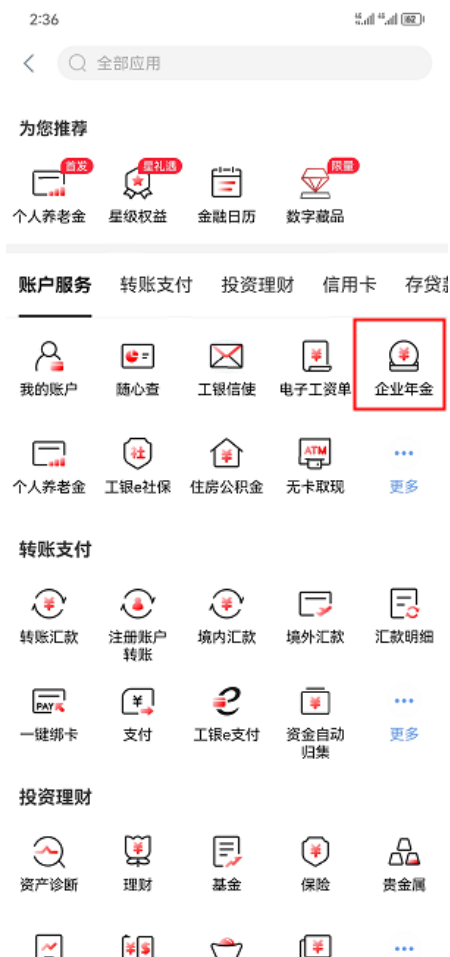 2:36
62
全部应用
为您推荐
首发
星礼遇
限量
个人养老金 星级权益 金融日历 数字藏品
账户服务 转账支付 投资理财 信用卡 存贷
我的账户 随心查 工银信使 电子工资单 企业年金
社
ATM
个人养老金 工银e社保 住房公积金 无卡取现 更多
转账支付
转账汇款 注册账户 境内汇款 境外汇款 汇款明细
转账
PAY
一键绑卡 支付 工银e支付 资金自动 更多
归集
投资理财
资产诊断 理财 基金 保险 贵金属